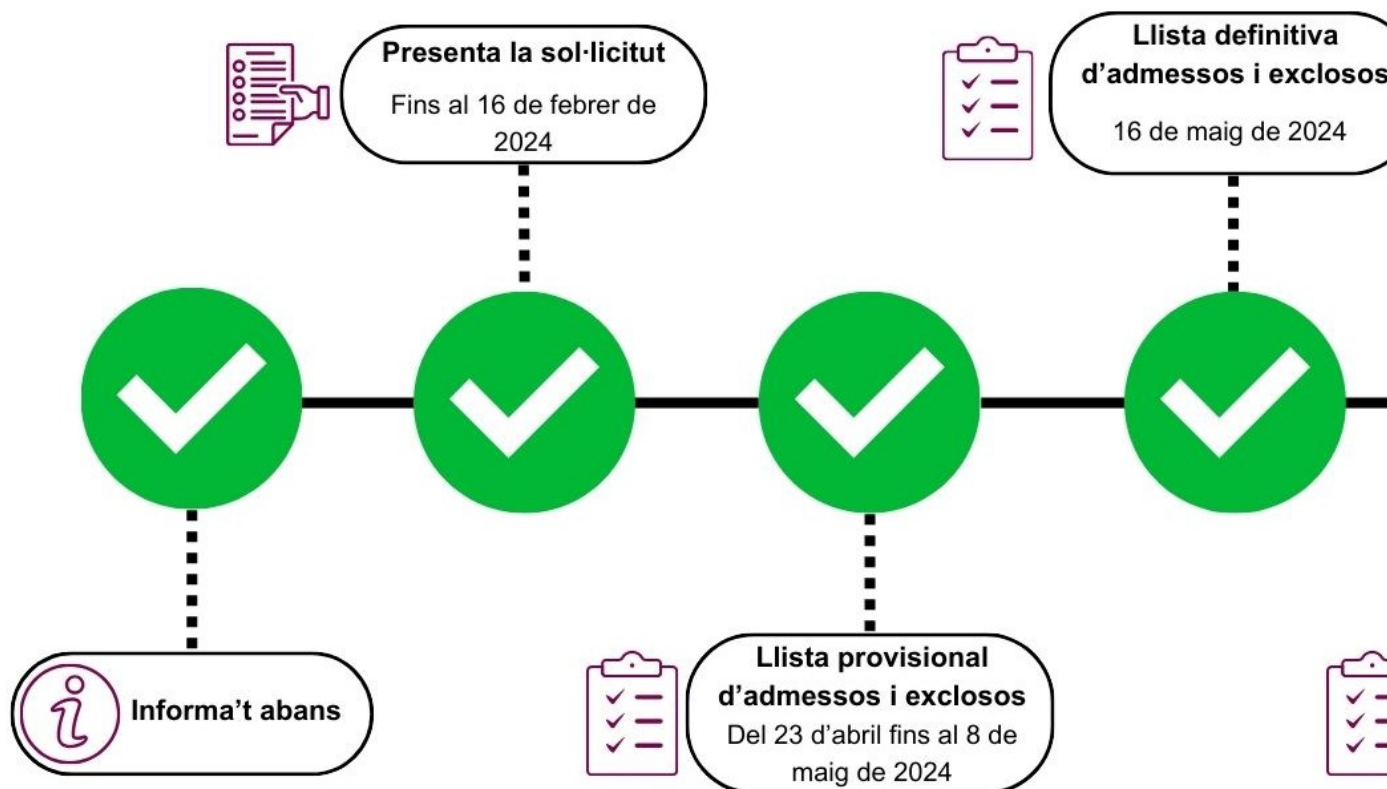 Presenta la sol·licitut
Fins al 16 de febrer de
2024
Llista definitiva
d’admessos i exclosos
16 de maig de 2024
Informa’t abans
Llista provisional
d’admessos i exclosos
Del 23 d’abril fins al 8 de
maig de 2024